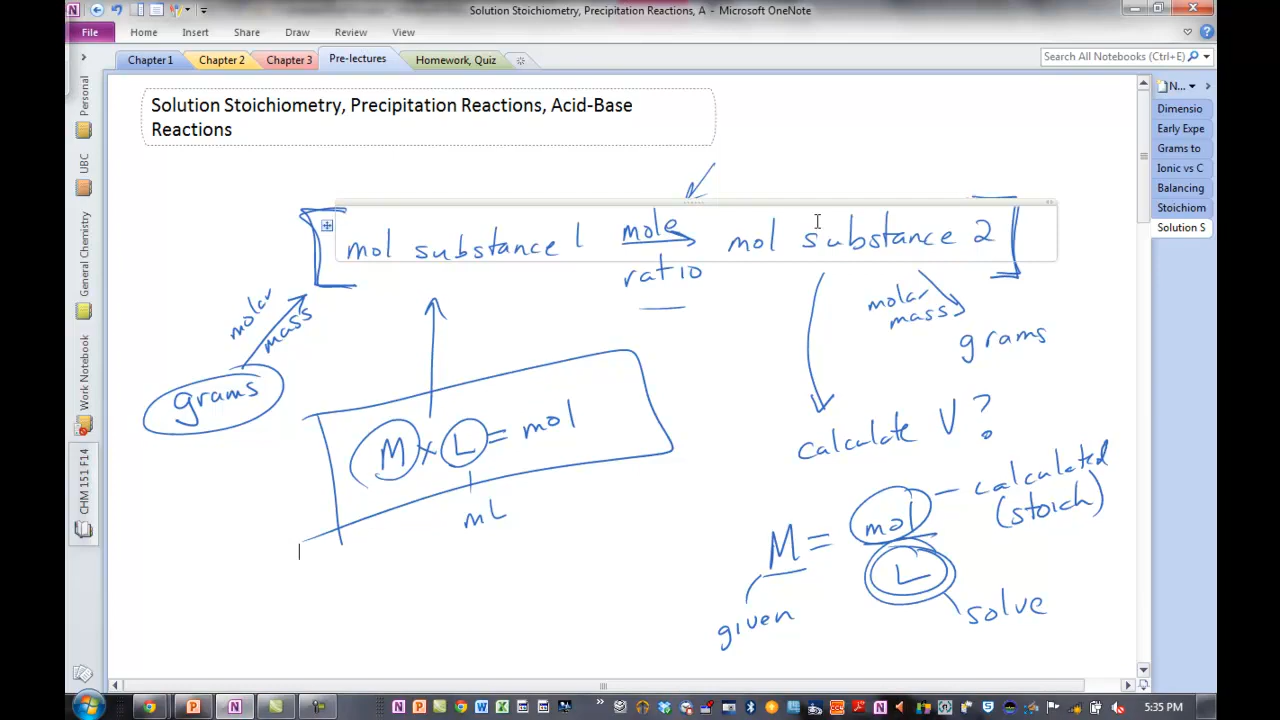 Solution Stoichiometry, Precipitation Reactions, A - Microsoft OneNote
File Home Insert Share Draw Review View
Chapter 1 Chapter 2 Chapter 3 Pre-lectures Homework, Quiz
Search All Notebooks (Ctrl+E)
N...
Personal
UBC
General Chemistry
Work Notebook
CHM 151 F14
Dimensio
Early Expe
Grams to
Ionic vs C
Balancing
Stoichiom
Solution S
Solution Stoichiometry, Precipitation Reactions, Acid-Base
Reactions
mol substance 1 mole ratio mol substance 2
molar mass
grams
molar mass
grams
M x L = mol
mL
calculate V?
M = mol / L
calculated
(stoich)
given
solve
5:35 PM